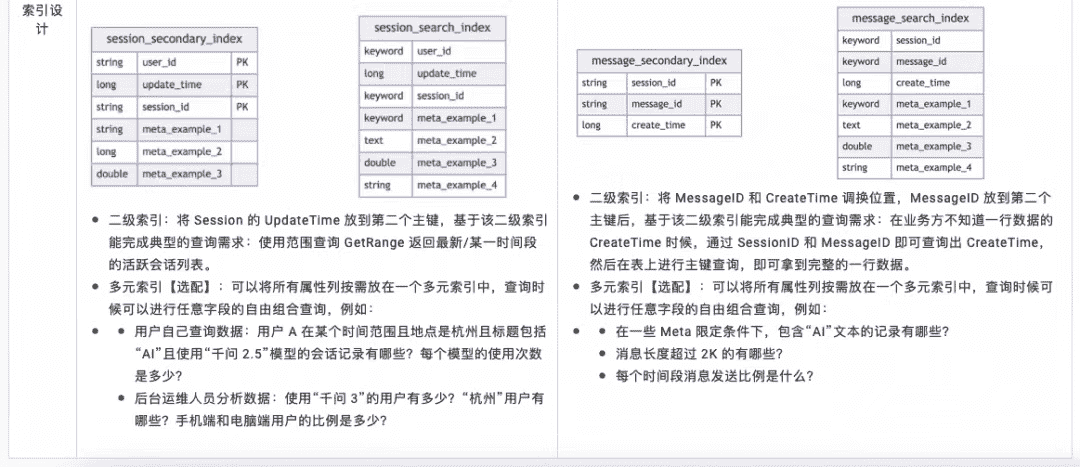 索引设
计
session_secondary_index
string user_id PK
long update_time PK
string session_id PK
string meta_example_1
long meta_example_2
double meta_example_3
session_search_index
keyword user_id
long update_time
keyword session_id
keyword meta_example_1
text meta_example_2
double meta_example_3
string meta_example_4
● 二级索引：将 Session 的 UpdateTime 放到第二个主键，基于该二级索引
能完成典型的查询需求：使用范围查询 GetRange 返回最新/某一时间段
的活跃会话列表。
● 多元索引【选配】：可以将所有属性列按需放在一个多元索引中，查询时
候可以进行任意字段的自由组合查询，例如：
● ● 用户自己查询数据：用户 A 在某个时间范围且地点是杭州且标题包括
“AI”且使用“千问 2.5”模型的会话记录有哪些？每个模型的使用次数
是多少？
● 后台运维人员分析数据：使用“千问 3”的用户有多少？“杭州”用户有
哪些？手机端和电脑端用户的比例是多少？
message_secondary_index
string session_id PK
string message_id PK
long create_time PK
message_search_index
keyword session_id
keyword message_id
long create_time
keyword meta_example_1
text meta_example_2
double meta_example_3
string meta_example_4
● 二级索引：将 MessageID 和 CreateTime 调换位置，MessageID 放到第二个
主键后，基于该二级索引能完成典型的查询需求：在业务方不知道一行数据的
CreateTime 时候，通过 SessionID 和 MessageID 即可查询出 CreateTime，
然后在表上进行主键查询，即可拿到完整的一行数据。
● 多元索引【选配】：可以将所有属性列按需放在一个多元索引中，查询时候可
以进行任意字段的自由组合查询，例如：
● ● 在一些 Meta 限定条件下，包含“AI”文本的记录有哪些？
● 消息长度超过 2K 的有哪些？
● 每个时间段消息发送比例是什么？